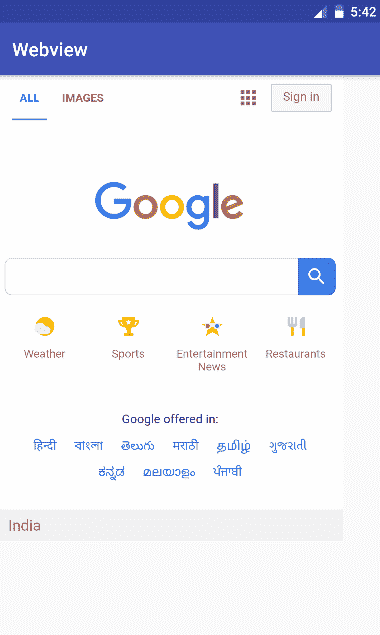 5:42
Webview
ALL IMAGES Sign in
Google
Weather Sports Entertainment News Restaurants
Google offered in:
हिन्दी বাংলা తెలుగు मराठी தமிழ் ગુજરાતી
ಕನ್ನಡ മലയാളം ਪੰਜਾਬੀ
India